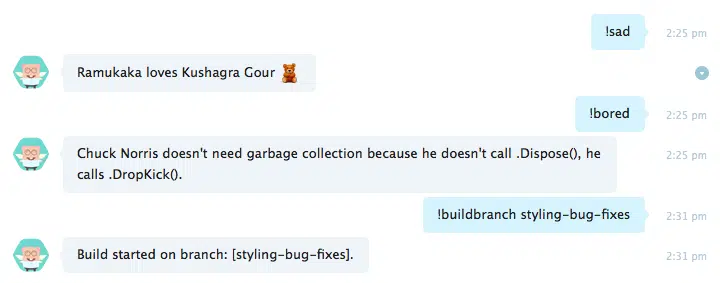 !sad
2:25 pm
Ramukaka loves Kushagra Gour 🧸
!bored
2:25 pm
Chuck Norris doesn't need garbage collection because he doesn't call .Dispose(), he
2:25 pm
calls .DropKick().
!buildbranch styling-bug-fixes
2:31 pm
Build started on branch: [styling-bug-fixes].
2:31 pm